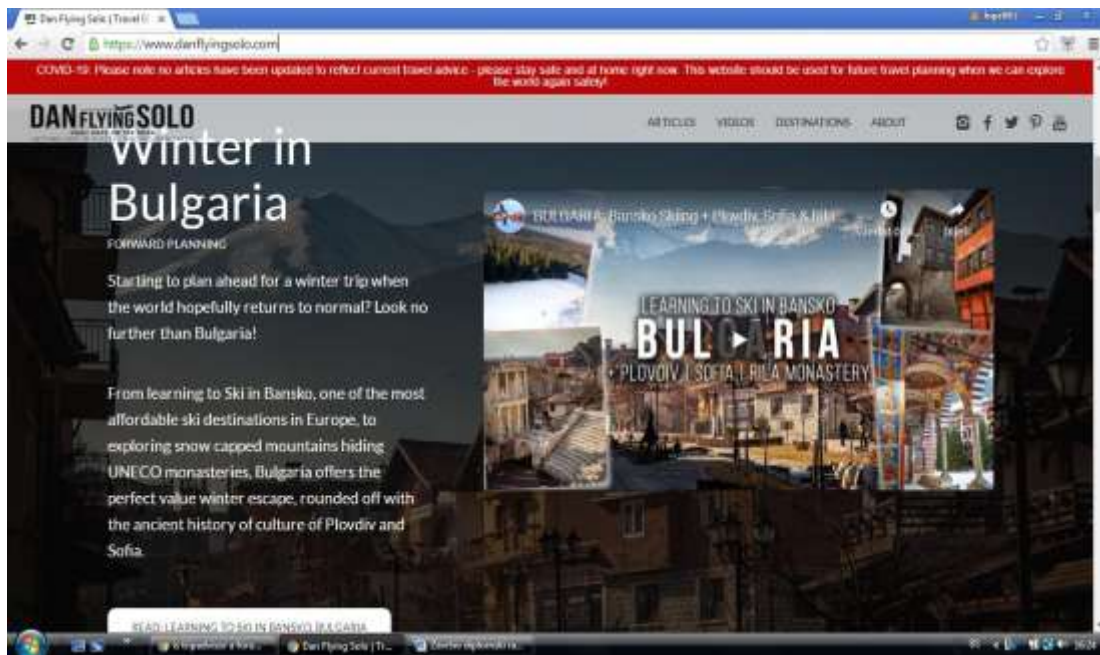 Dan Flying Solo | Travel
https://www.danflyingsolo.com
COVID-19: Please note no articles have been updated to reflect current travel advice - please stay safe and at home right now. This website should be used for future travel planning when we can explore
the world again safely!
DAN FLYING SOLO
ARTICLES VIDEOS DESTINATIONS ABOUT
Winter in
Bulgaria
FORWARD PLANNING
Starting to plan ahead for a winter trip when
the world hopefully returns to normal? Look no
further than Bulgaria!
From learning to Ski in Bansko, one of the most
affordable ski destinations in Europe, to
exploring snow capped mountains hiding
UNECO monasteries, Bulgaria offers the
perfect value winter escape, rounded off with
the ancient history of culture of Plovdiv and
Sofia.
READ: LEARNING TO SKI IN BANSKO, BULGARIA
BULGARIA: Bansko Skiing + Plovdiv, Sofia &
LEARNING TO SKI IN BANSKO
BULGARIA
+ PLOVDIV | SOFIA | RILA MONASTERY
Dan Flying Solo | Tr...